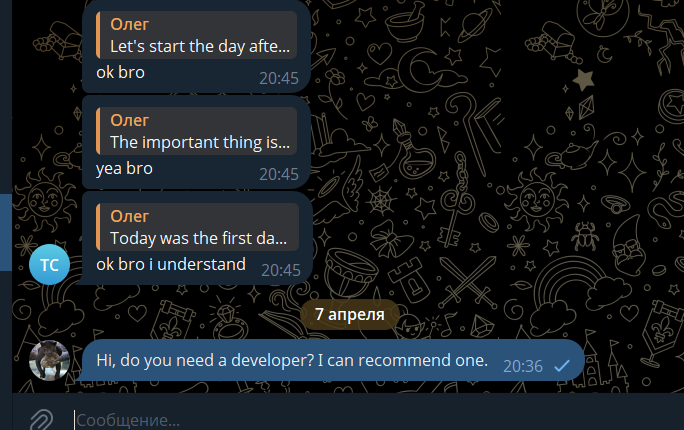 Олег
Let's start the day afte...
ok bro
20:45
Олег
The important thing is...
yea bro
20:45
Олег
Today was the first da...
ok bro i understand
20:45
TC
7 апреля
Hi, do you need a developer? I can recommend one.
20:36
Сообщение...